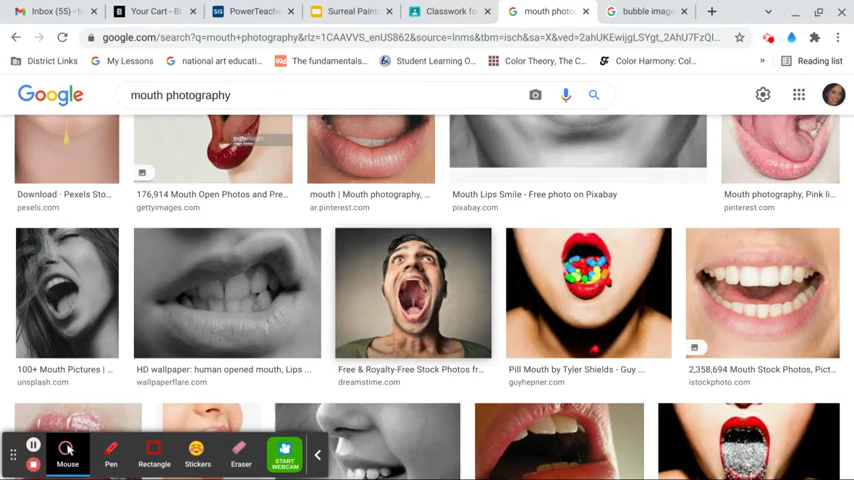 Inbox (55) - h
Your Cart - Bl
SIS
PowerTeache
Surreal Paint
Classwork fo
mouth photo
bubble image
google.com/search?q=mouth+photography&rlz=1CAAVVS_enUS862&source=lnms&tbm=isch&sa=X&ved=2ahUKEwijgLSYgt_2AhU7FzQI...
District Links
My Lessons
national art educati...
99d
The fundamentals...
Student Learning O...
Color Theory, The C...
Color Harmony: Col...
»
Reading list
Google
mouth photography
gettyimages
Download · Pexels Sto...
176,914 Mouth Open Photos and Pre...
mouth | Mouth photography, ...
Mouth Lips Smile - Free photo on Pixabay
Mouth photography, Pink li...
pexels.com
gettyimages.com
ar.pinterest.com
pixabay.com
pinterest.com
100+ Mouth Pictures | ...
HD wallpaper: human opened mouth, Lips ...
Free & Royalty-Free Stock Photos fr...
Pill Mouth by Tyler Shields - Guy ...
2,358,694 Mouth Stock Photos, Pict...
unsplash.com
wallpaperflare.com
dreamstime.com
guyhepner.com
istockphoto.com
Mouse
Pen
Rectangle
Stickers
Eraser
START
WEBCAM